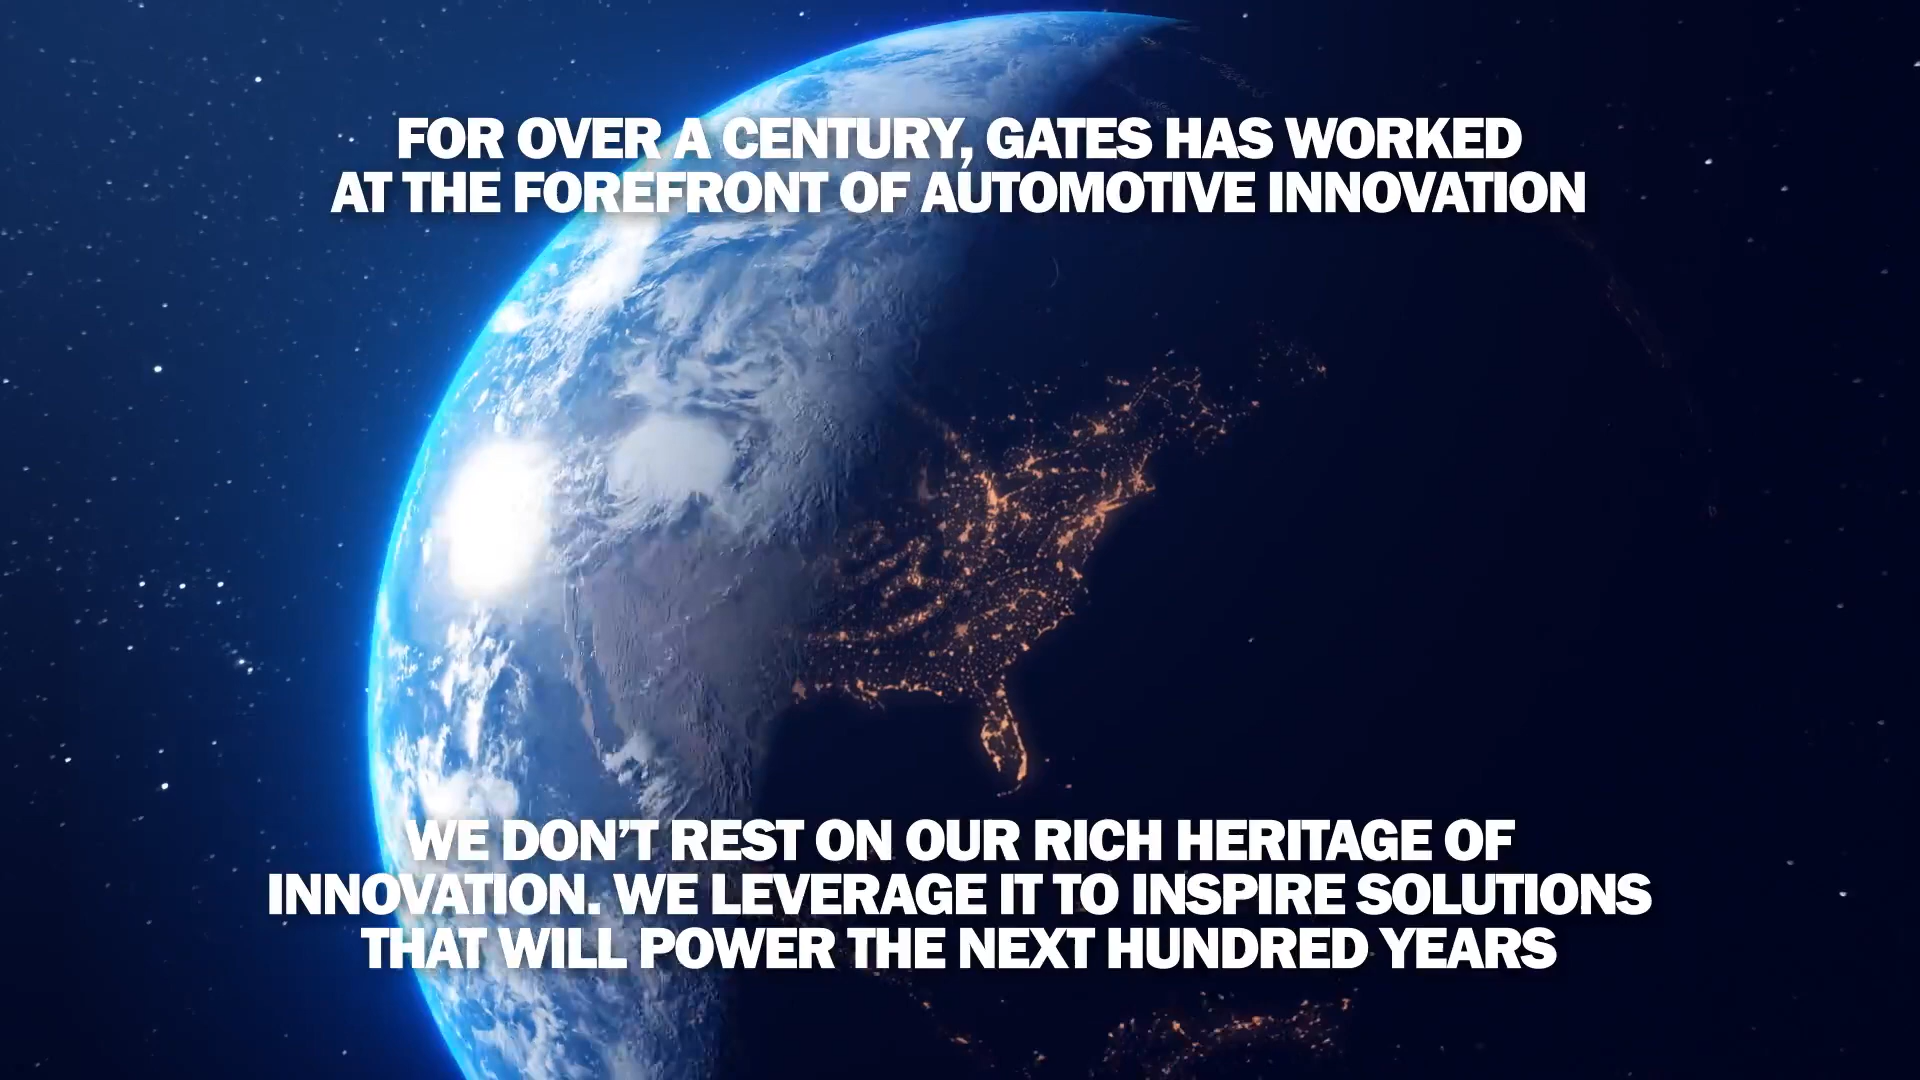 FOR OVER A CENTURY, GATES HAS WORKED
AT THE FOREFRONT OF AUTOMOTIVE INNOVATION
WE DON’T REST ON OUR RICH HERITAGE OF
INNOVATION. WE LEVERAGE IT TO INSPIRE SOLUTIONS
THAT WILL POWER THE NEXT HUNDRED YEARS